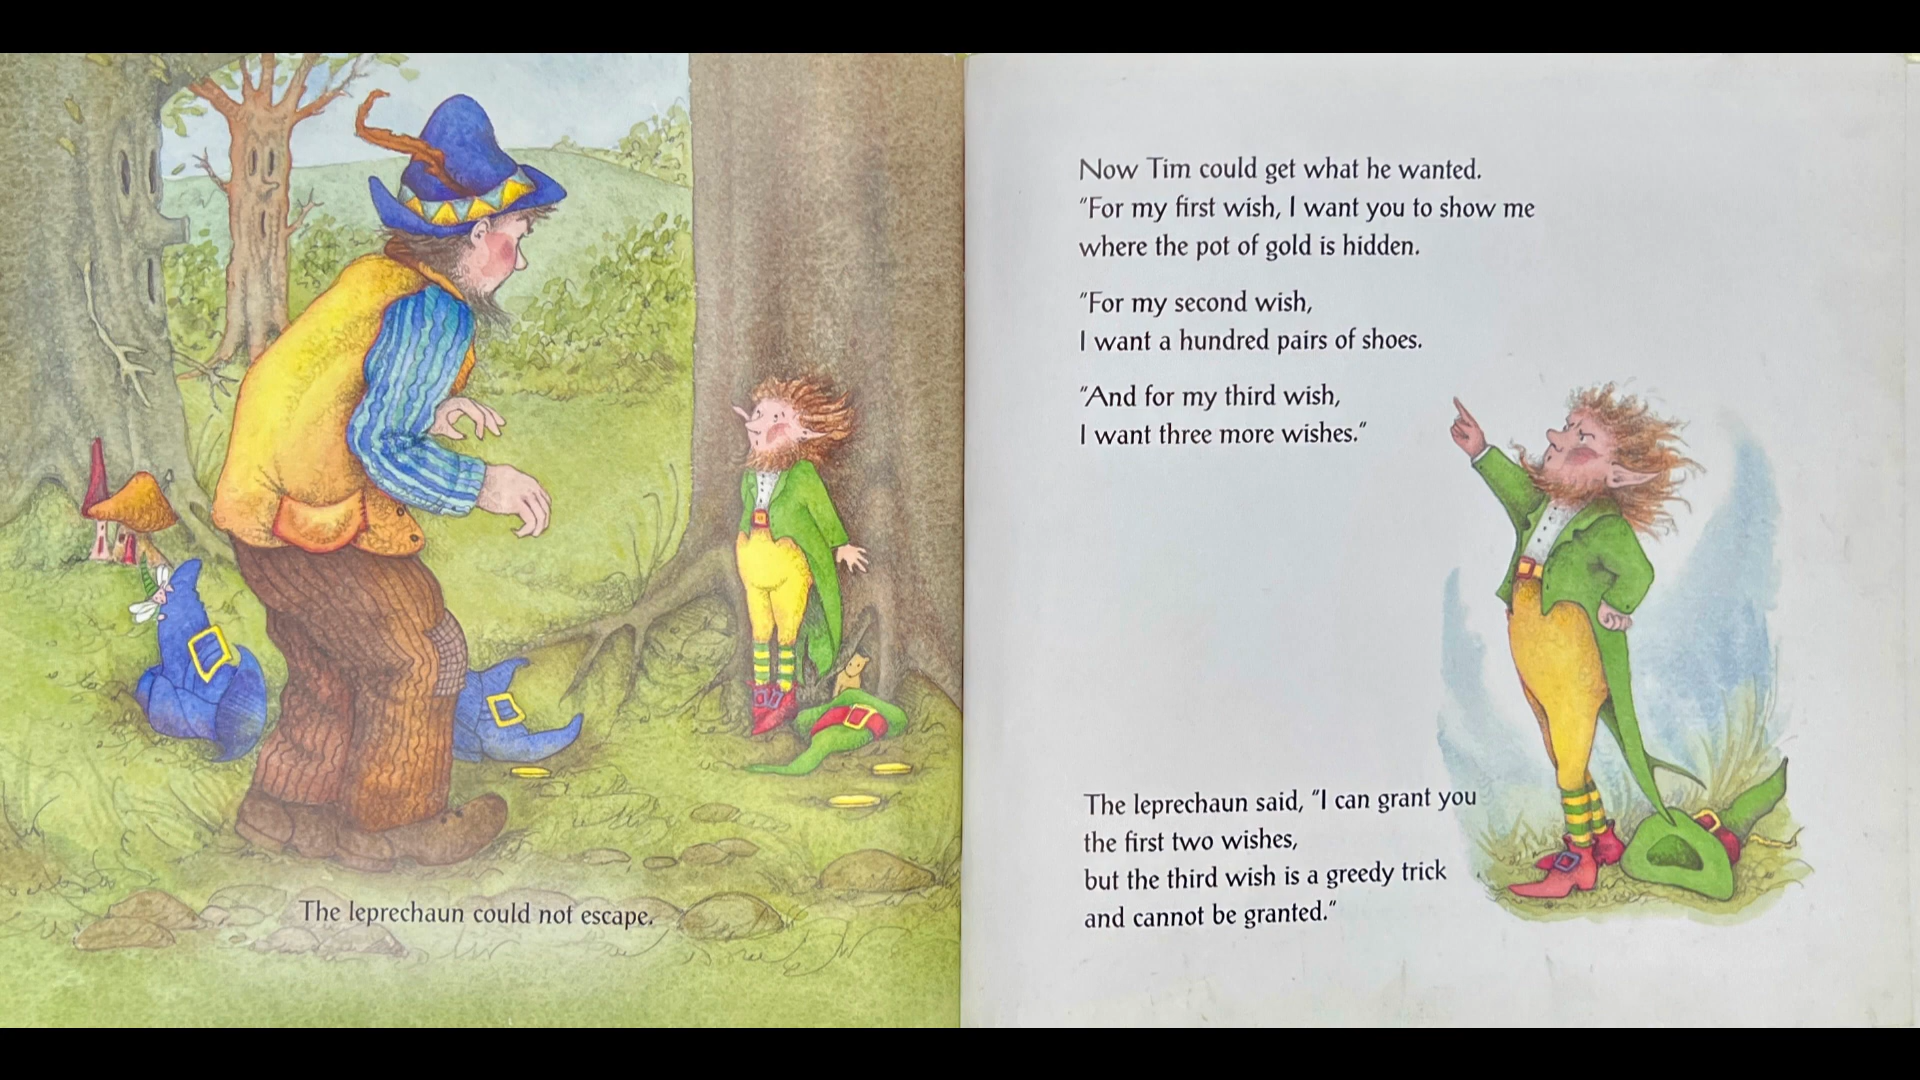 The leprechaun could not escape.
Now Tim could get what he wanted.
"For my first wish, I want you to show me
where the pot of gold is hidden.
"For my second wish,
I want a hundred pairs of shoes.
"And for my third wish,
I want three more wishes."
The leprechaun said, "I can grant you
the first two wishes,
but the third wish is a greedy trick
and cannot be granted."